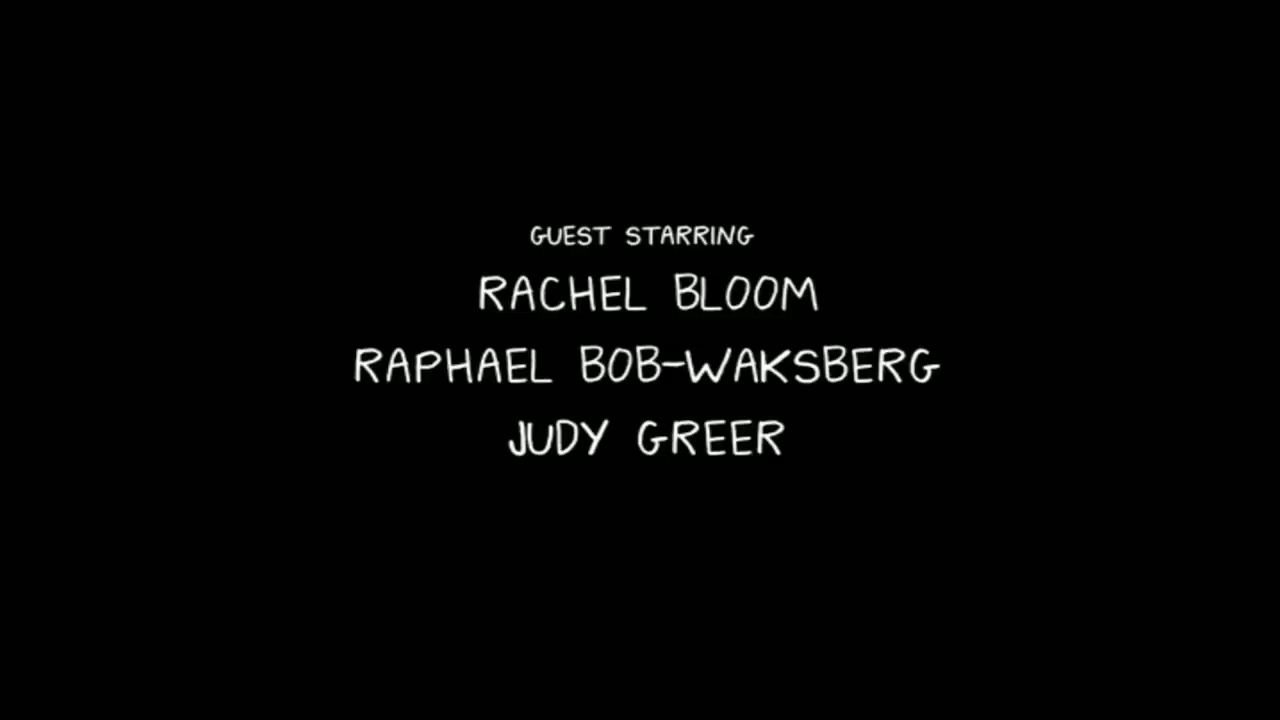 GUEST STARRING
RACHEL BLOOM
RAPHAEL BOB-WAKSBERG
JUDY GREER